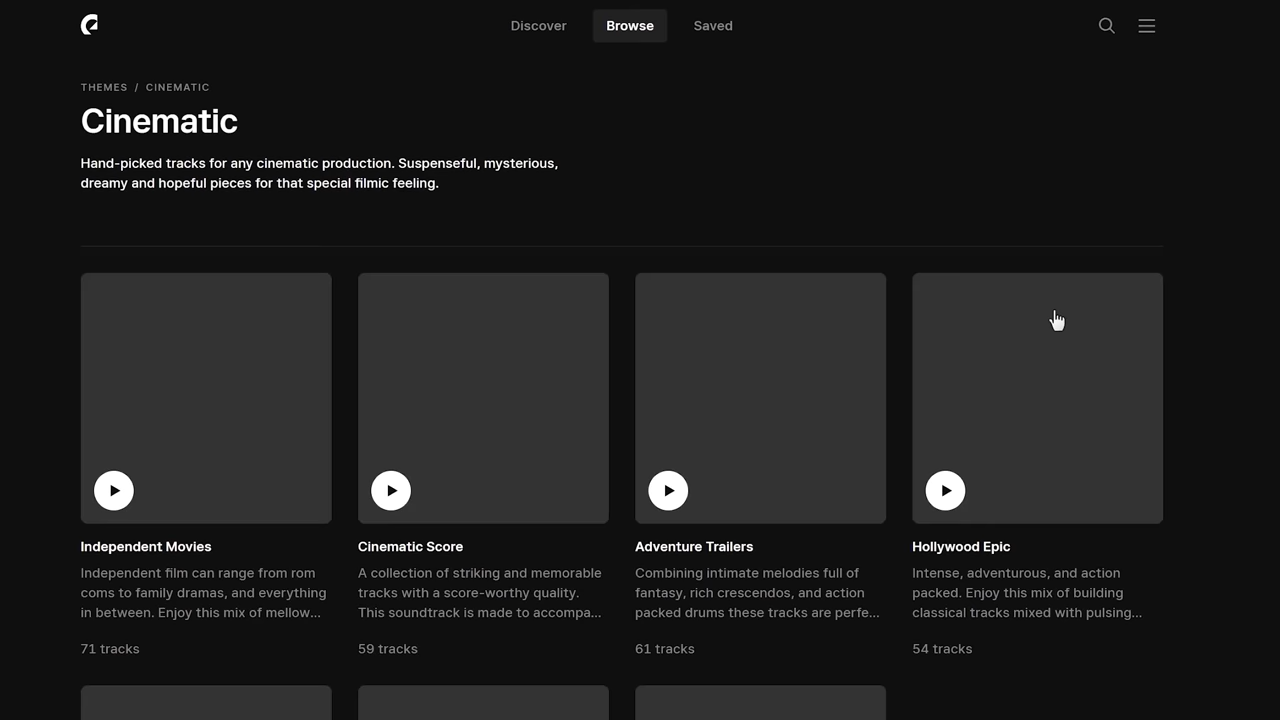 Discover
Browse
Saved
THEMES / CINEMATIC
Cinematic
Hand-picked tracks for any cinematic production. Suspenseful, mysterious,
dreamy and hopeful pieces for that special filmic feeling.
Independent Movies
Independent film can range from rom
coms to family dramas, and everything
in between. Enjoy this mix of mellow...
71 tracks
Cinematic Score
A collection of striking and memorable
tracks with a score-worthy quality.
This soundtrack is made to accompa...
59 tracks
Adventure Trailers
Combining intimate melodies full of
fantasy, rich crescendos, and action
packed drums these tracks are perfe...
61 tracks
Hollywood Epic
Intense, adventurous, and action
packed. Enjoy this mix of building
classical tracks mixed with pulsing...
54 tracks